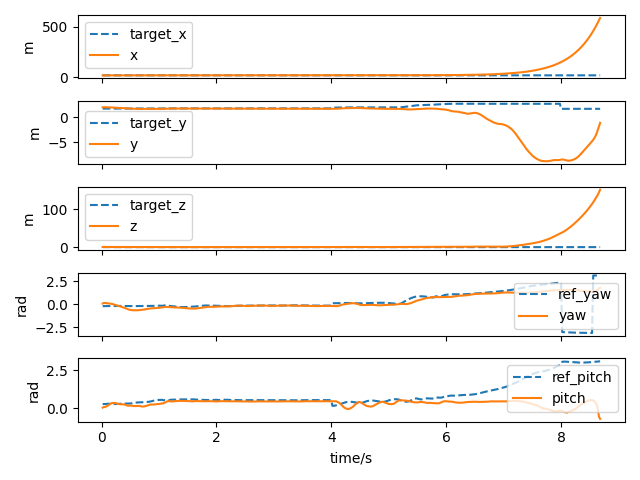 500
0
m
target_x
x
0
−5
m
target_y
y
100
0
m
target_z
z
2.5
0.0
−2.5
rad
ref_yaw
yaw
2.5
0.0
rad
ref_pitch
pitch
0 2 4 6 8
time/s